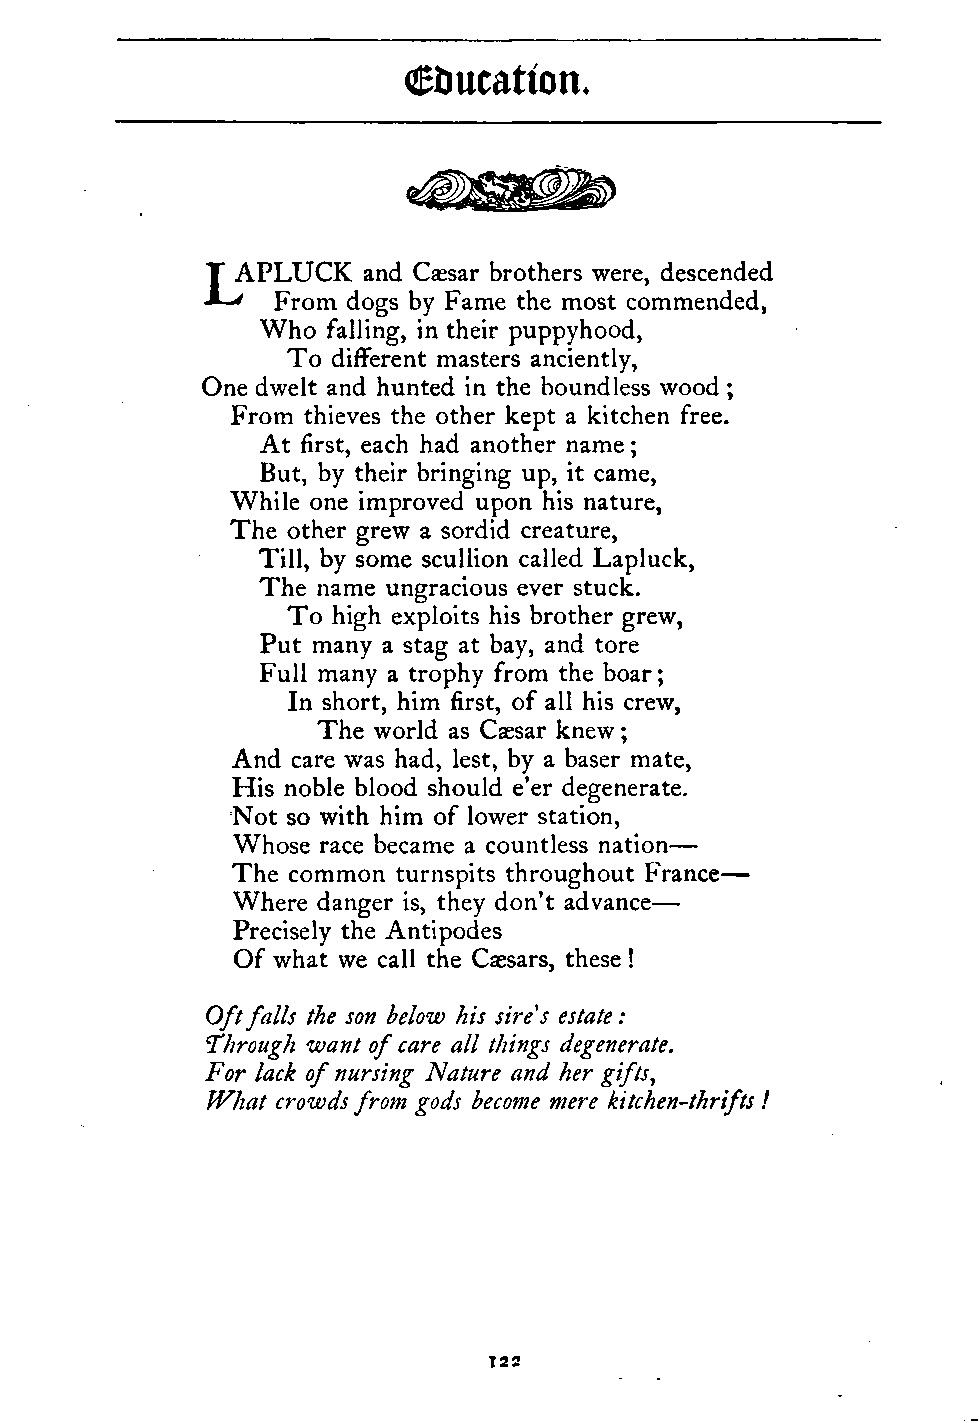 Education.
LAPLUCK and Cæsar brothers were, descended
From dogs by Fame the most commended,
Who falling, in their puppyhood,
To different masters anciently,
One dwelt and hunted in the boundless wood;
From thieves the other kept a kitchen free.
At first, each had another name;
But, by their bringing up, it came,
While one improved upon his nature,
The other grew a sordid creature,
Till, by some scullion called Lapluck,
The name ungracious ever stuck.
To high exploits his brother grew,
Put many a stag at bay, and tore
Full many a trophy from the boar;
In short, him first, of all his crew,
The world as Cæsar knew;
And care was had, lest, by a baser mate,
His noble blood should e'er degenerate.
Not so with him of lower station,
Whose race became a countless nation—
The common turnspits throughout France—
Where danger is, they don't advance—
Precisely the Antipodes
Of what we call the Cæsars, these!
Oft falls the son below his sire's estate:
Through want of care all things degenerate.
For lack of nursing Nature and her gifts,
What crowds from gods become mere kitchen-thrifts!
122